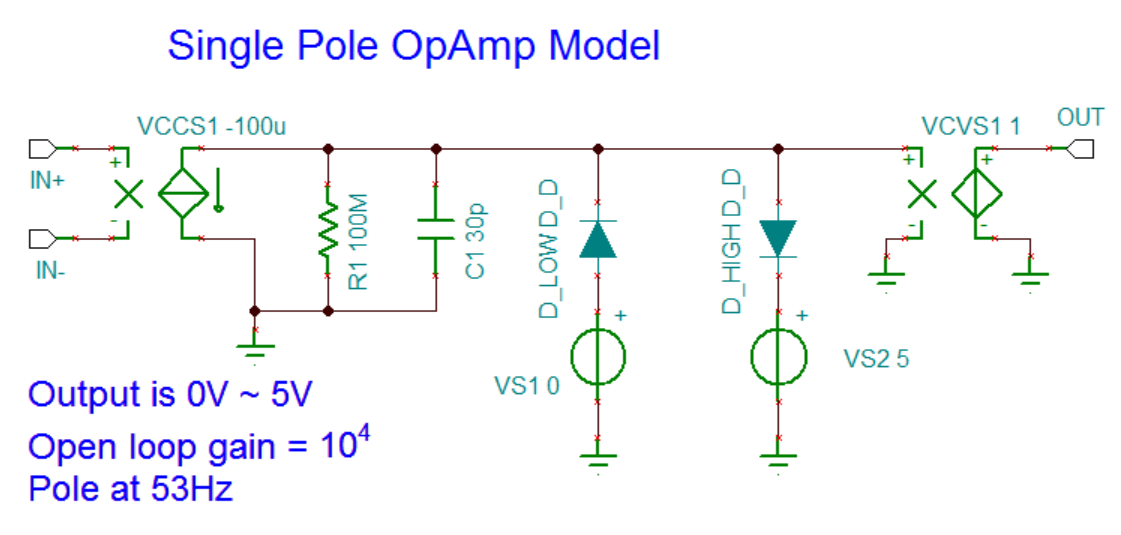 Single Pole OpAmp Model
VCCS1 -100u
VCVS1 1
OUT
IN+
IN-
+
-
R1 100M
C1 30p
D_LOW D_D
D_HIGH D_D
+
-
+
-
+
VS1 0
+
VS2 5
Output is 0V ~ 5V
Open loop gain = 10⁴
Pole at 53Hz